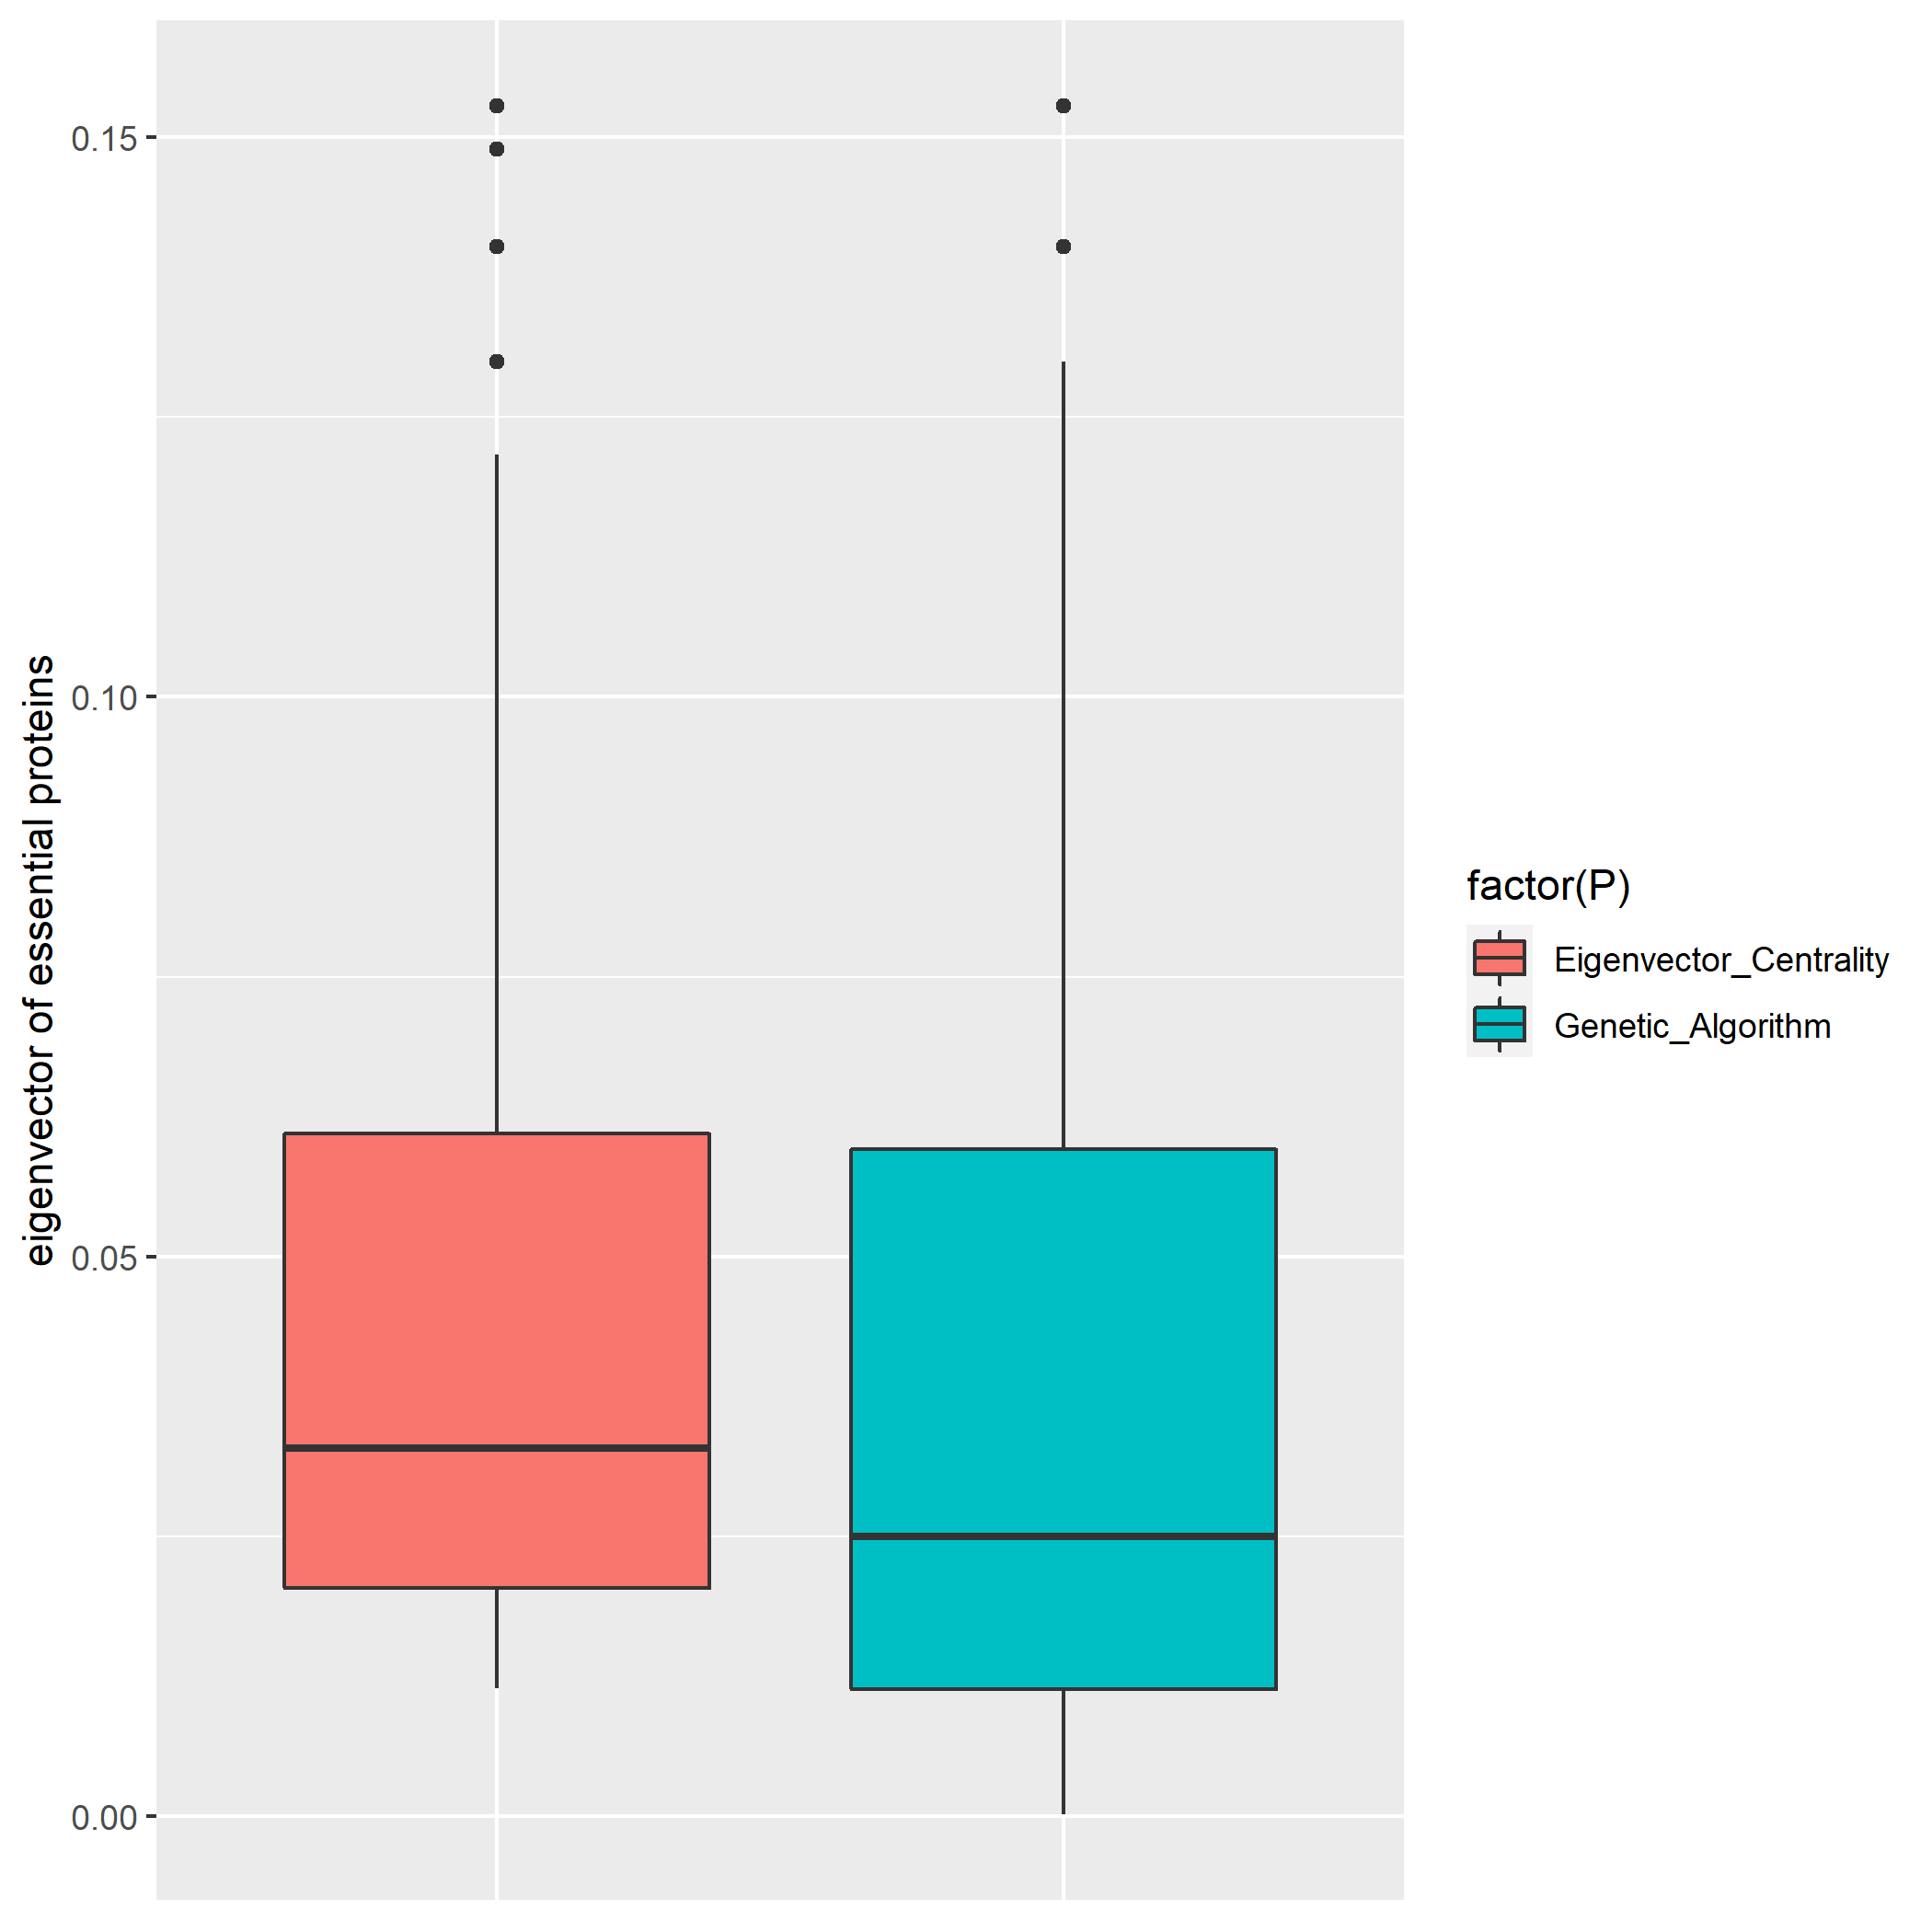 eigenvector of essential proteins
0.15
0.10
0.05
0.00
factor(P)
Eigenvector_Centrality
Genetic_Algorithm